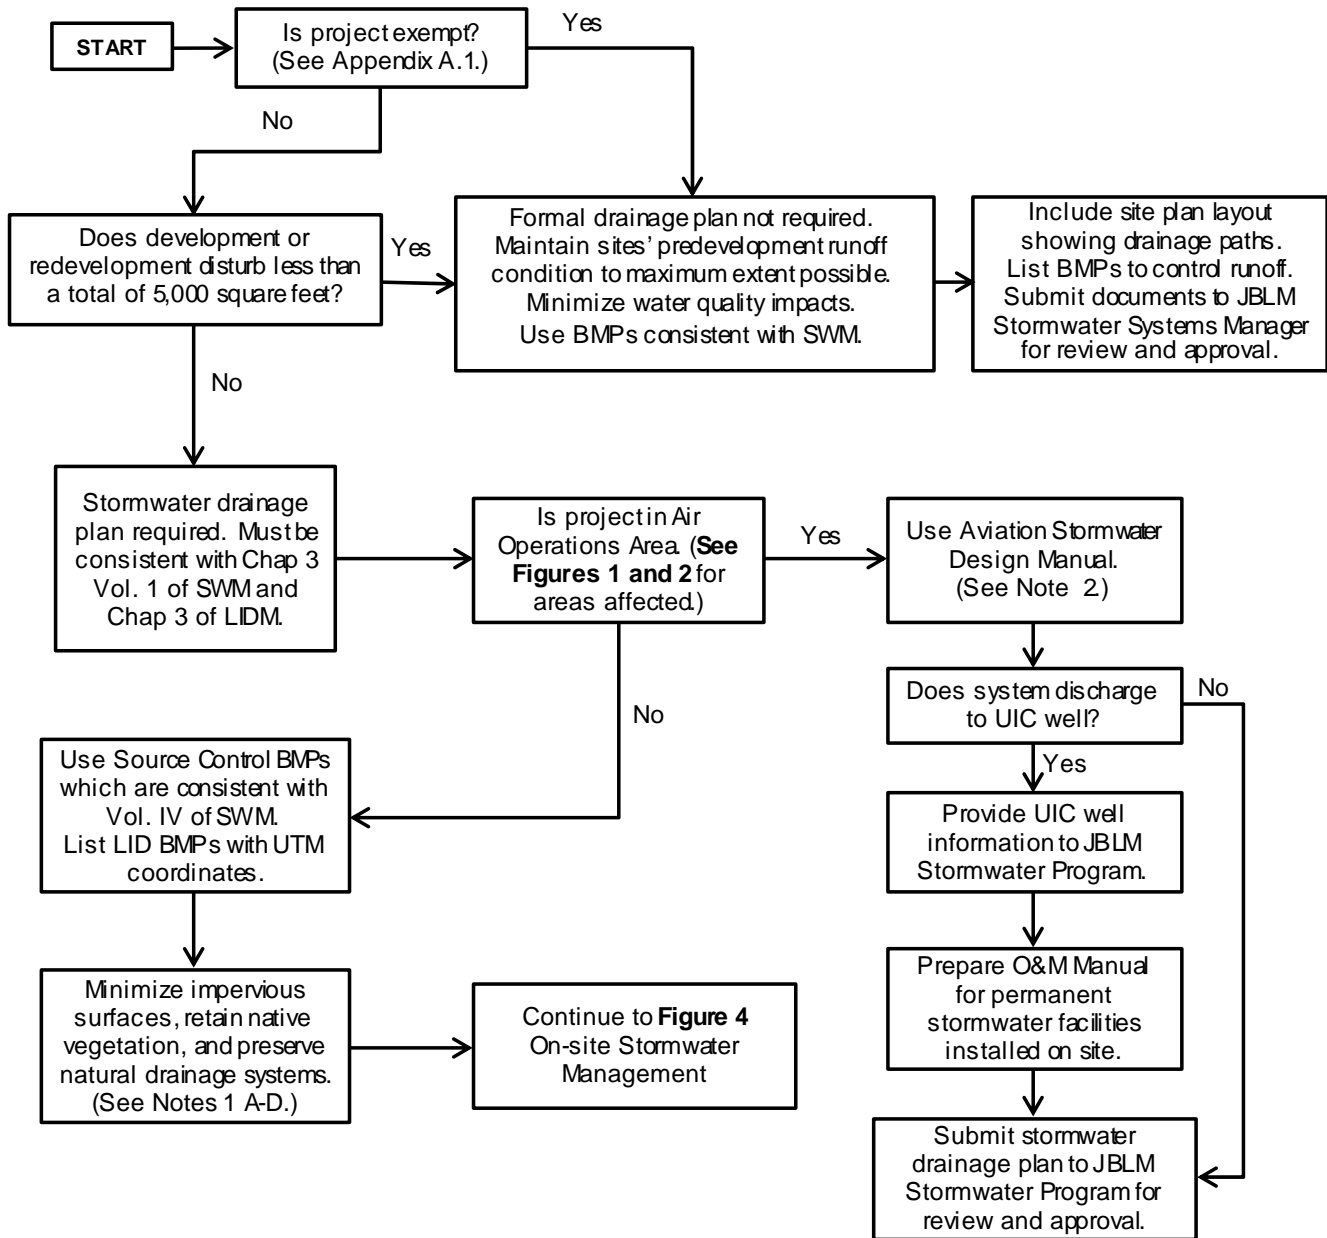 START
Is project exempt?
(See Appendix A.1.)
Yes
No
Does development or
redevelopment disturb less than
a total of 5,000 square feet?
Yes
Formal drainage plan not required.
Maintain sites' predevelopment runoff
condition to maximum extent possible.
Minimize water quality impacts.
Use BMPs consistent with SWM.
Include site plan layout
showing drainage paths.
List BMPs to control runoff.
Submit documents to JBLM
Stormwater Systems Manager
for review and approval.
No
Stormwater drainage
plan required. Must be
consistent with Chap 3
Vol. 1 of SWM and
Chap 3 of LIDM.
Is project in Air
Operations Area. (See
Figures 1 and 2 for
areas affected.)
Yes
Use Aviation Stormwater
Design Manual.
(See Note 2.)
No
Does system discharge
to UIC well?
No
Yes
Use Source Control BMPs
which are consistent with
Vol. IV of SWM.
List LID BMPs with UTM
coordinates.
Provide UIC well
information to JBLM
Stormwater Program.
Minimize impervious
surfaces, retain native
vegetation, and preserve
natural drainage systems.
(See Notes 1 A-D.)
Continue to Figure 4
On-site Stormwater
Management
Prepare O&M Manual
for permanent
stormwater facilities
installed on site.
Submit stormwater
drainage plan to JBLM
Stormwater Program for
review and approval.